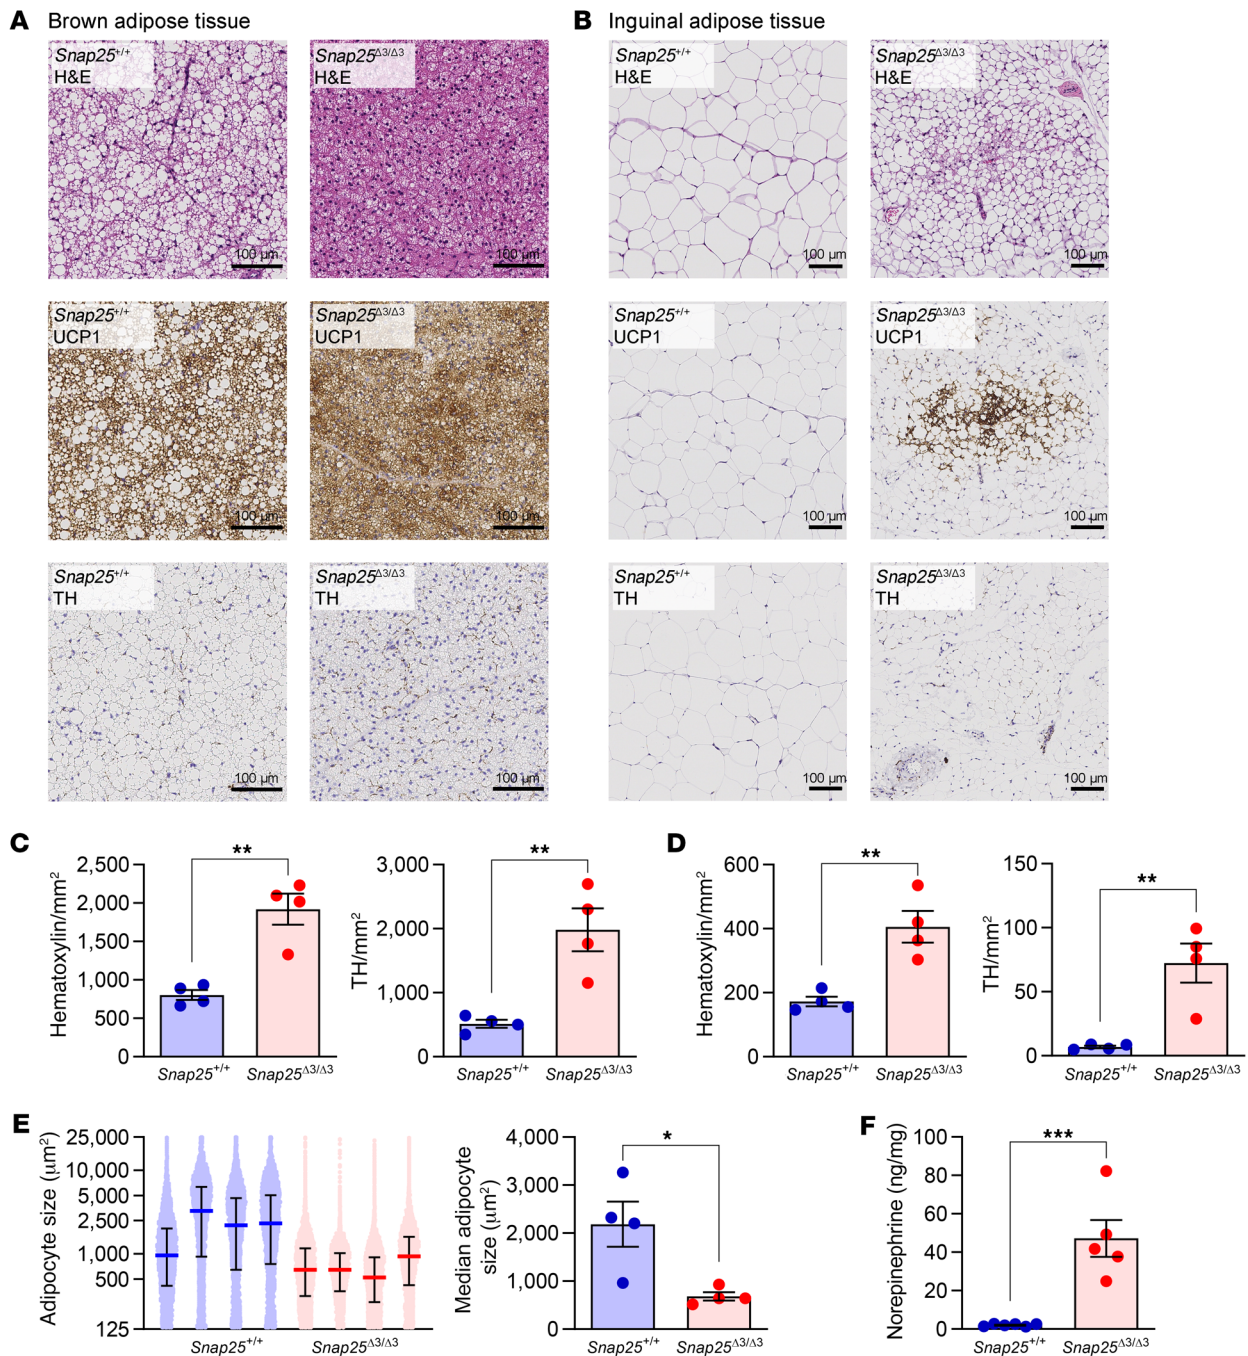 A Brown adipose tissue
B Inguinal adipose tissue
Snap25+/+
H&E
100 µm
Snap25Δ3/Δ3
H&E
100 µm
Snap25+/+
H&E
100 µm
Snap25Δ3/Δ3
H&E
100 µm
Snap25+/+
UCP1
100 µm
Snap25Δ3/Δ3
UCP1
100 µm
Snap25+/+
UCP1
100 µm
Snap25Δ3/Δ3
UCP1
100 µm
Snap25+/+
TH
100 µm
Snap25Δ3/Δ3
TH
100 µm
Snap25+/+
TH
100 µm
Snap25Δ3/Δ3
TH
100 µm
C
Hematoxylin/mm2
2,500
2,000
1,500
1,000
500
0
**
Snap25+/+ Snap25Δ3/Δ3
TH/mm2
3,000
2,000
1,000
0
**
Snap25+/+ Snap25Δ3/Δ3
D
Hematoxylin/mm2
600
400
200
0
**
Snap25+/+ Snap25Δ3/Δ3
TH/mm2
150
100
50
0
**
Snap25+/+ Snap25Δ3/Δ3
E
Adipocyte size (µm2)
25,000
10,000
5,000
2,500
1,000
500
125
Snap25+/+ Snap25Δ3/Δ3
Median adipocyte
size (µm2)
4,000
3,000
2,000
1,000
0
*
Snap25+/+ Snap25Δ3/Δ3
F
Norepinephrine (ng/mg)
100
80
60
40
20
0
***
Snap25+/+ Snap25Δ3/Δ3